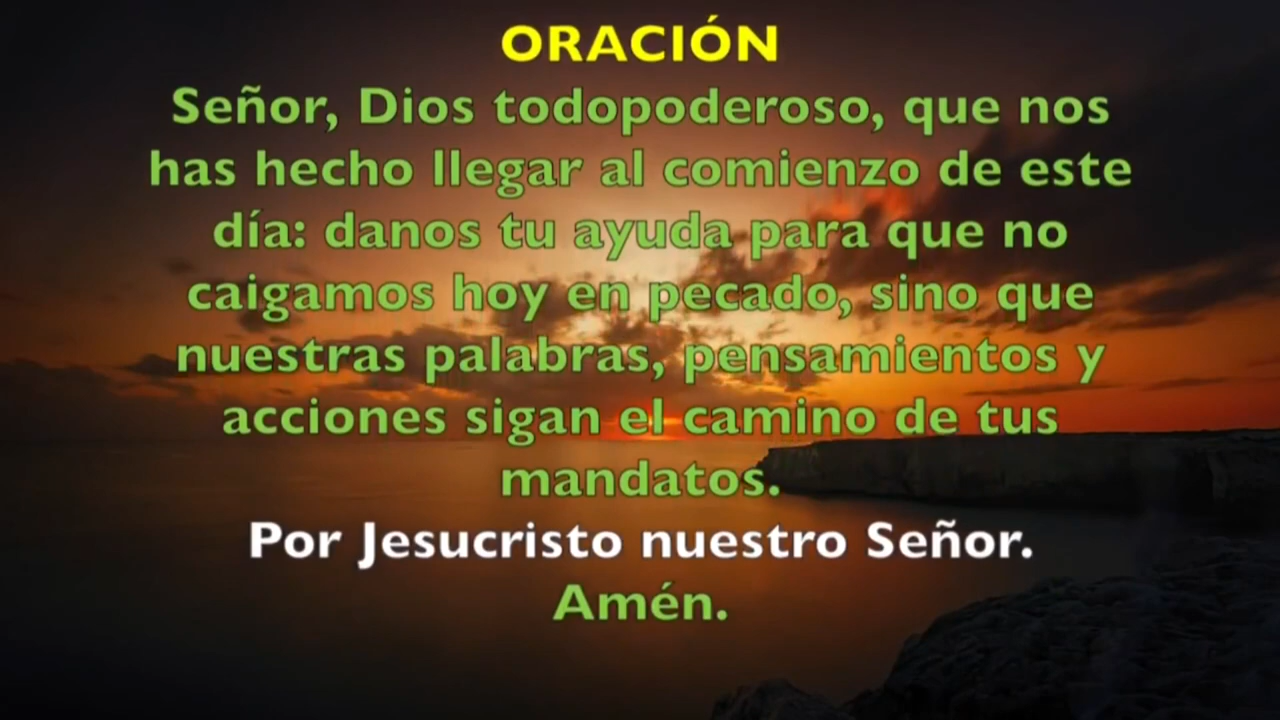 ORACIÓN
Señor, Dios todopoderoso, que nos
has hecho llegar al comienzo de este
día: danos tu ayuda para que no
caigamos hoy en pecado, sino que
nuestras palabras, pensamientos y
acciones sigan el camino de tus
mandatos.
Por Jesucristo nuestro Señor.
Amén.